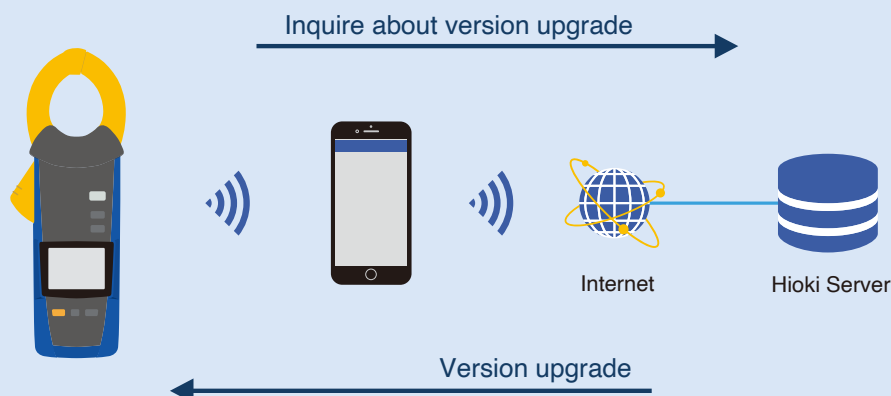 Inquire about version upgrade
Internet
Hioki Server
Version upgrade